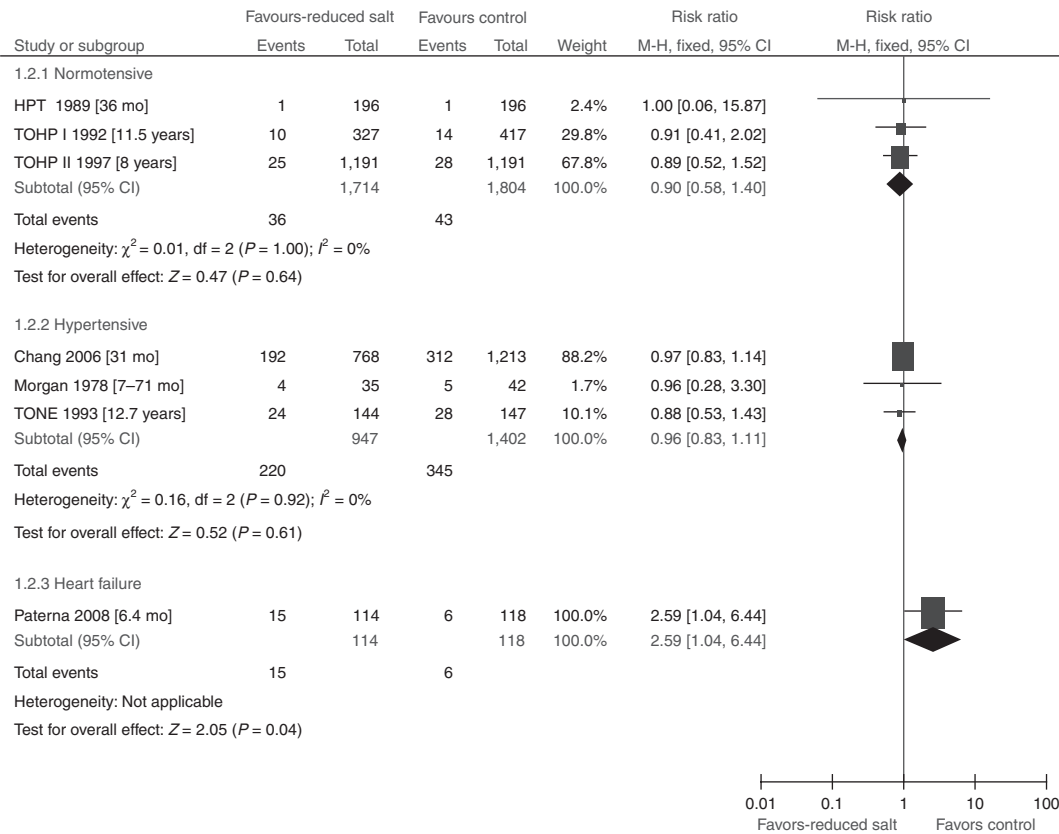 Favours-reduced salt Favours control Risk ratio Risk ratio
Study or subgroup Events Total Events Total Weight M-H, fixed, 95% CI M-H, fixed, 95% CI
1.2.1 Normotensive
HPT 1989 [36 mo] 1 196 1 196 2.4% 1.00 [0.06, 15.87]
TOHP I 1992 [11.5 years] 10 327 14 417 29.8% 0.91 [0.41, 2.02]
TOHP II 1997 [8 years] 25 1,191 28 1,191 67.8% 0.89 [0.52, 1.52]
Subtotal (95% CI) 1,714 1,804 100.0% 0.90 [0.58, 1.40]
Total events 36 43
Heterogeneity: χ² = 0.01, df = 2 (P = 1.00); I² = 0%
Test for overall effect: Z = 0.47 (P = 0.64)
1.2.2 Hypertensive
Chang 2006 [31 mo] 192 768 312 1,213 88.2% 0.97 [0.83, 1.14]
Morgan 1978 [7–71 mo] 4 35 5 42 1.7% 0.96 [0.28, 3.30]
TONE 1993 [12.7 years] 24 144 28 147 10.1% 0.88 [0.53, 1.43]
Subtotal (95% CI) 947 1,402 100.0% 0.96 [0.83, 1.11]
Total events 220 345
Heterogeneity: χ² = 0.16, df = 2 (P = 0.92); I² = 0%
Test for overall effect: Z = 0.52 (P = 0.61)
1.2.3 Heart failure
Paterna 2008 [6.4 mo] 15 114 6 118 100.0% 2.59 [1.04, 6.44]
Subtotal (95% CI) 114 118 100.0% 2.59 [1.04, 6.44]
Total events 15 6
Heterogeneity: Not applicable
Test for overall effect: Z = 2.05 (P = 0.04)
0.01 0.1 1 10 100
Favors-reduced salt Favors control